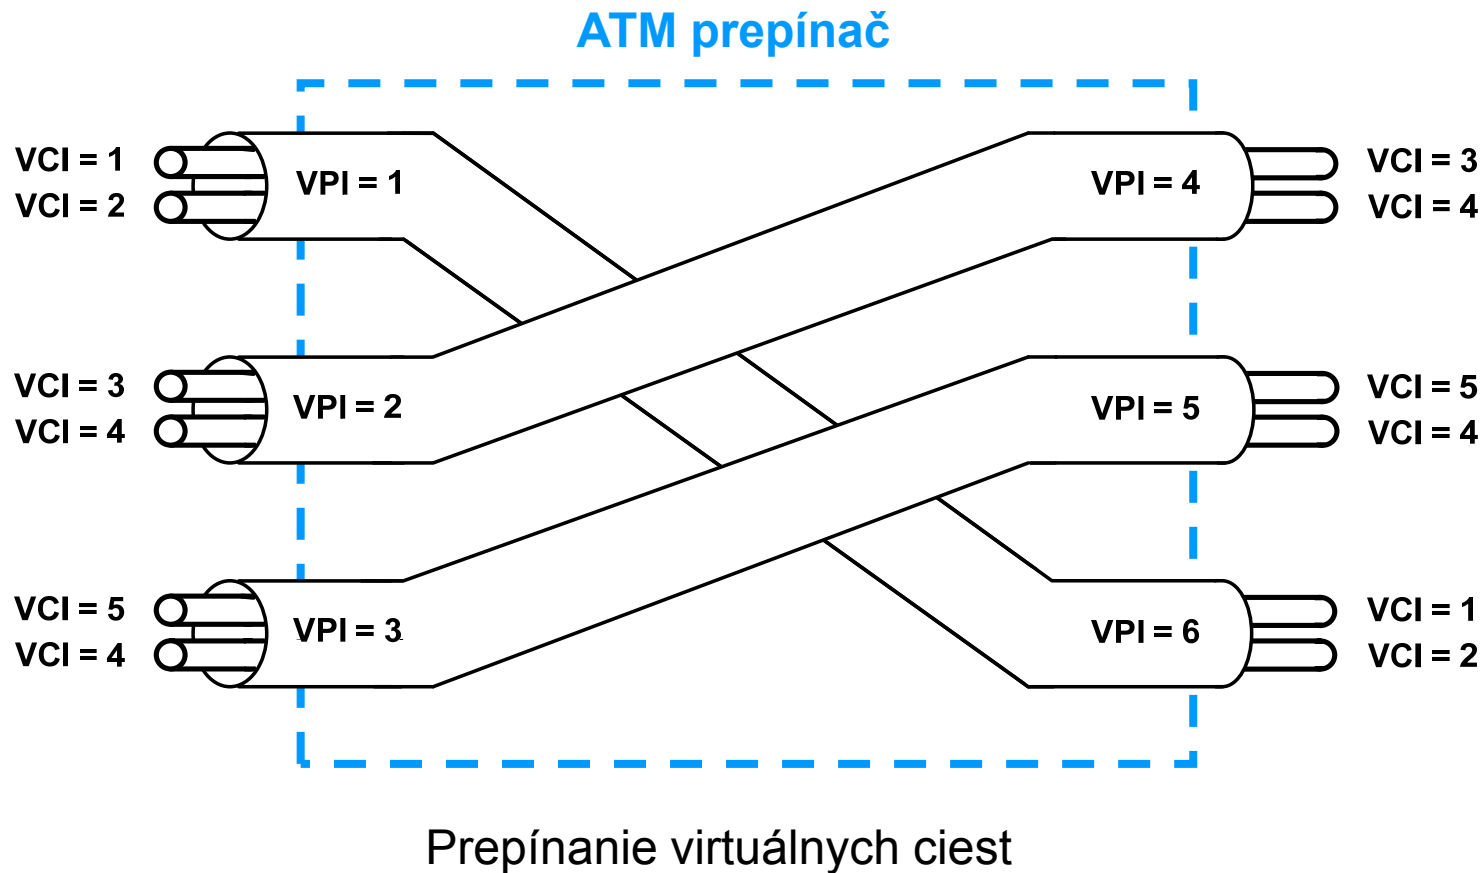 ATM prepínač
VCI = 1
VCI = 2
VPI = 1
VPI = 4
VCI = 3
VCI = 4
VCI = 3
VCI = 4
VPI = 2
VPI = 5
VCI = 5
VCI = 4
VCI = 5
VCI = 4
VPI = 3
VPI = 6
VCI = 1
VCI = 2
Prepínanie virtuálnych ciest